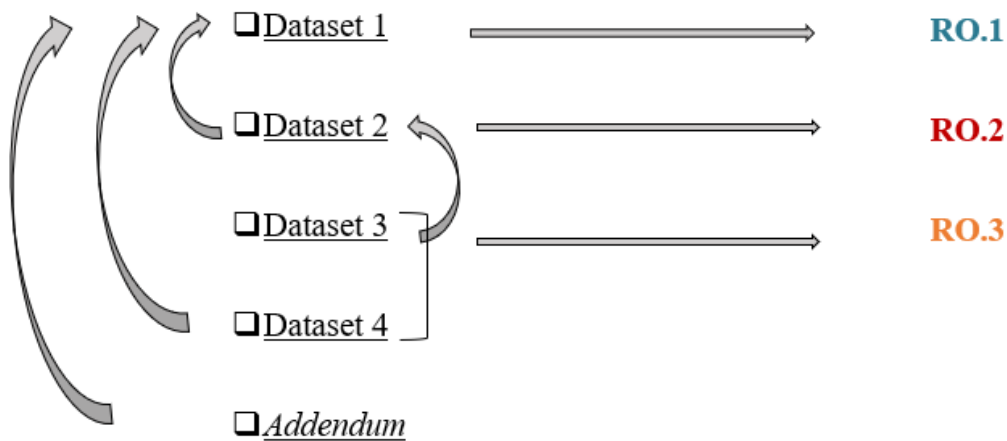 ❑Dataset 1 RO.1
❑Dataset 2 RO.2
❑Dataset 3 RO.3
❑Dataset 4
❑Addendum